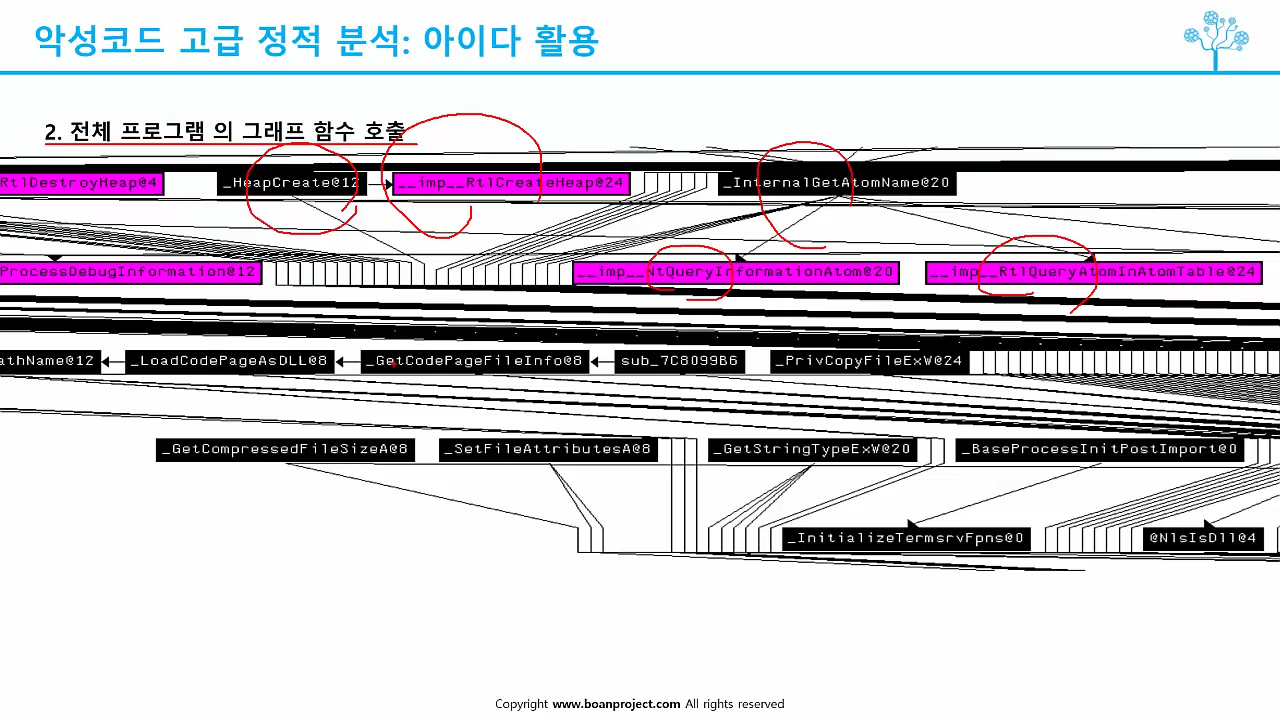 악성코드 고급 정적 분석: 아이다 활용
2. 전체 프로그램 의 그래프 함수 호출
RtlDestroyHeap@4 _HeapCreate@12 __imp__RtlCreateHeap@24 _InternalGetAtomName@20
ProcessDebugInformation@12 __imp__NtQueryInformationAtom@20 __imp__RtlQueryAtomInAtomTable@24
athName@12 _LoadCodePageAsDLL@8 _GetCodePageFileInfo@8 sub_7C8099B6 _PrivCopyFileExW@24
_GetCompressedFileSizeA@8 _SetFileAttributesA@8 _GetStringTypeExW@20 _BaseProcessInitPostImport@0
_InitializeTermsrvFpns@0 @NlsIsDll@4
Copyright www.boanproject.com All rights reserved